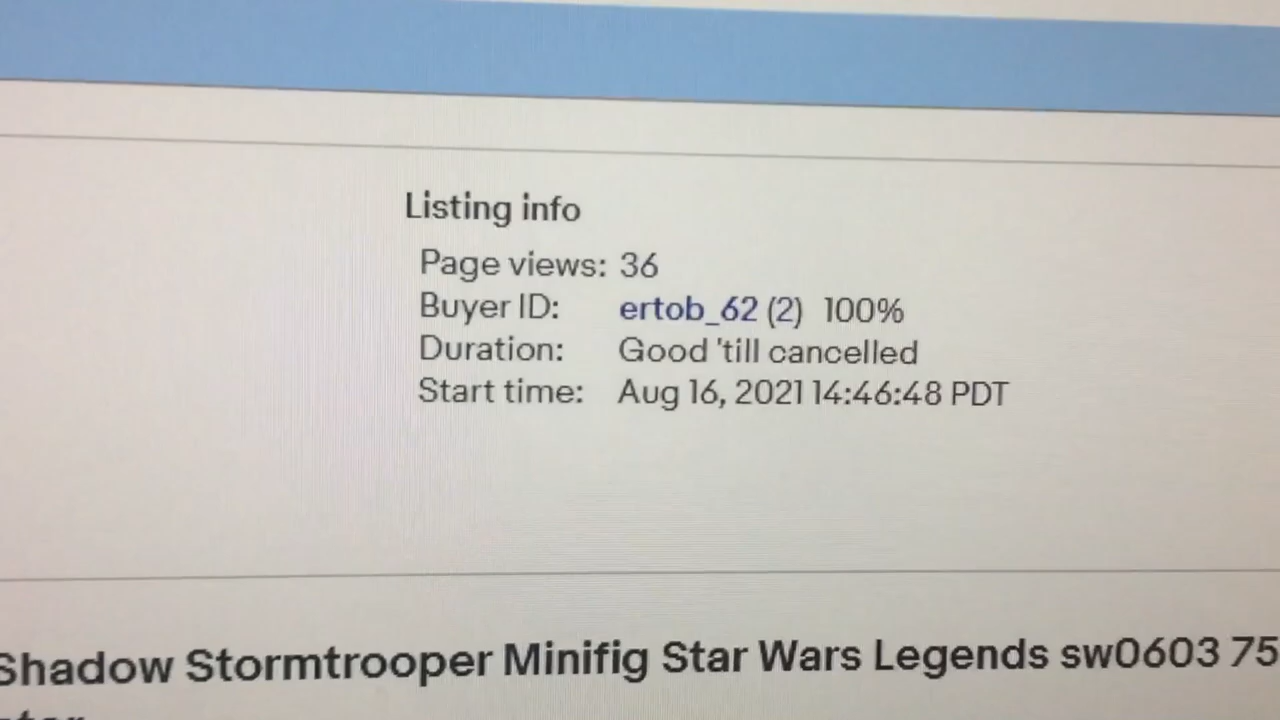 Listing info
Page views: 36
Buyer ID: ertob_62 (2) 100%
Duration: Good 'till cancelled
Start time: Aug 16, 2021 14:46:48 PDT
Shadow Stormtrooper Minifig Star Wars Legends sw0603 75